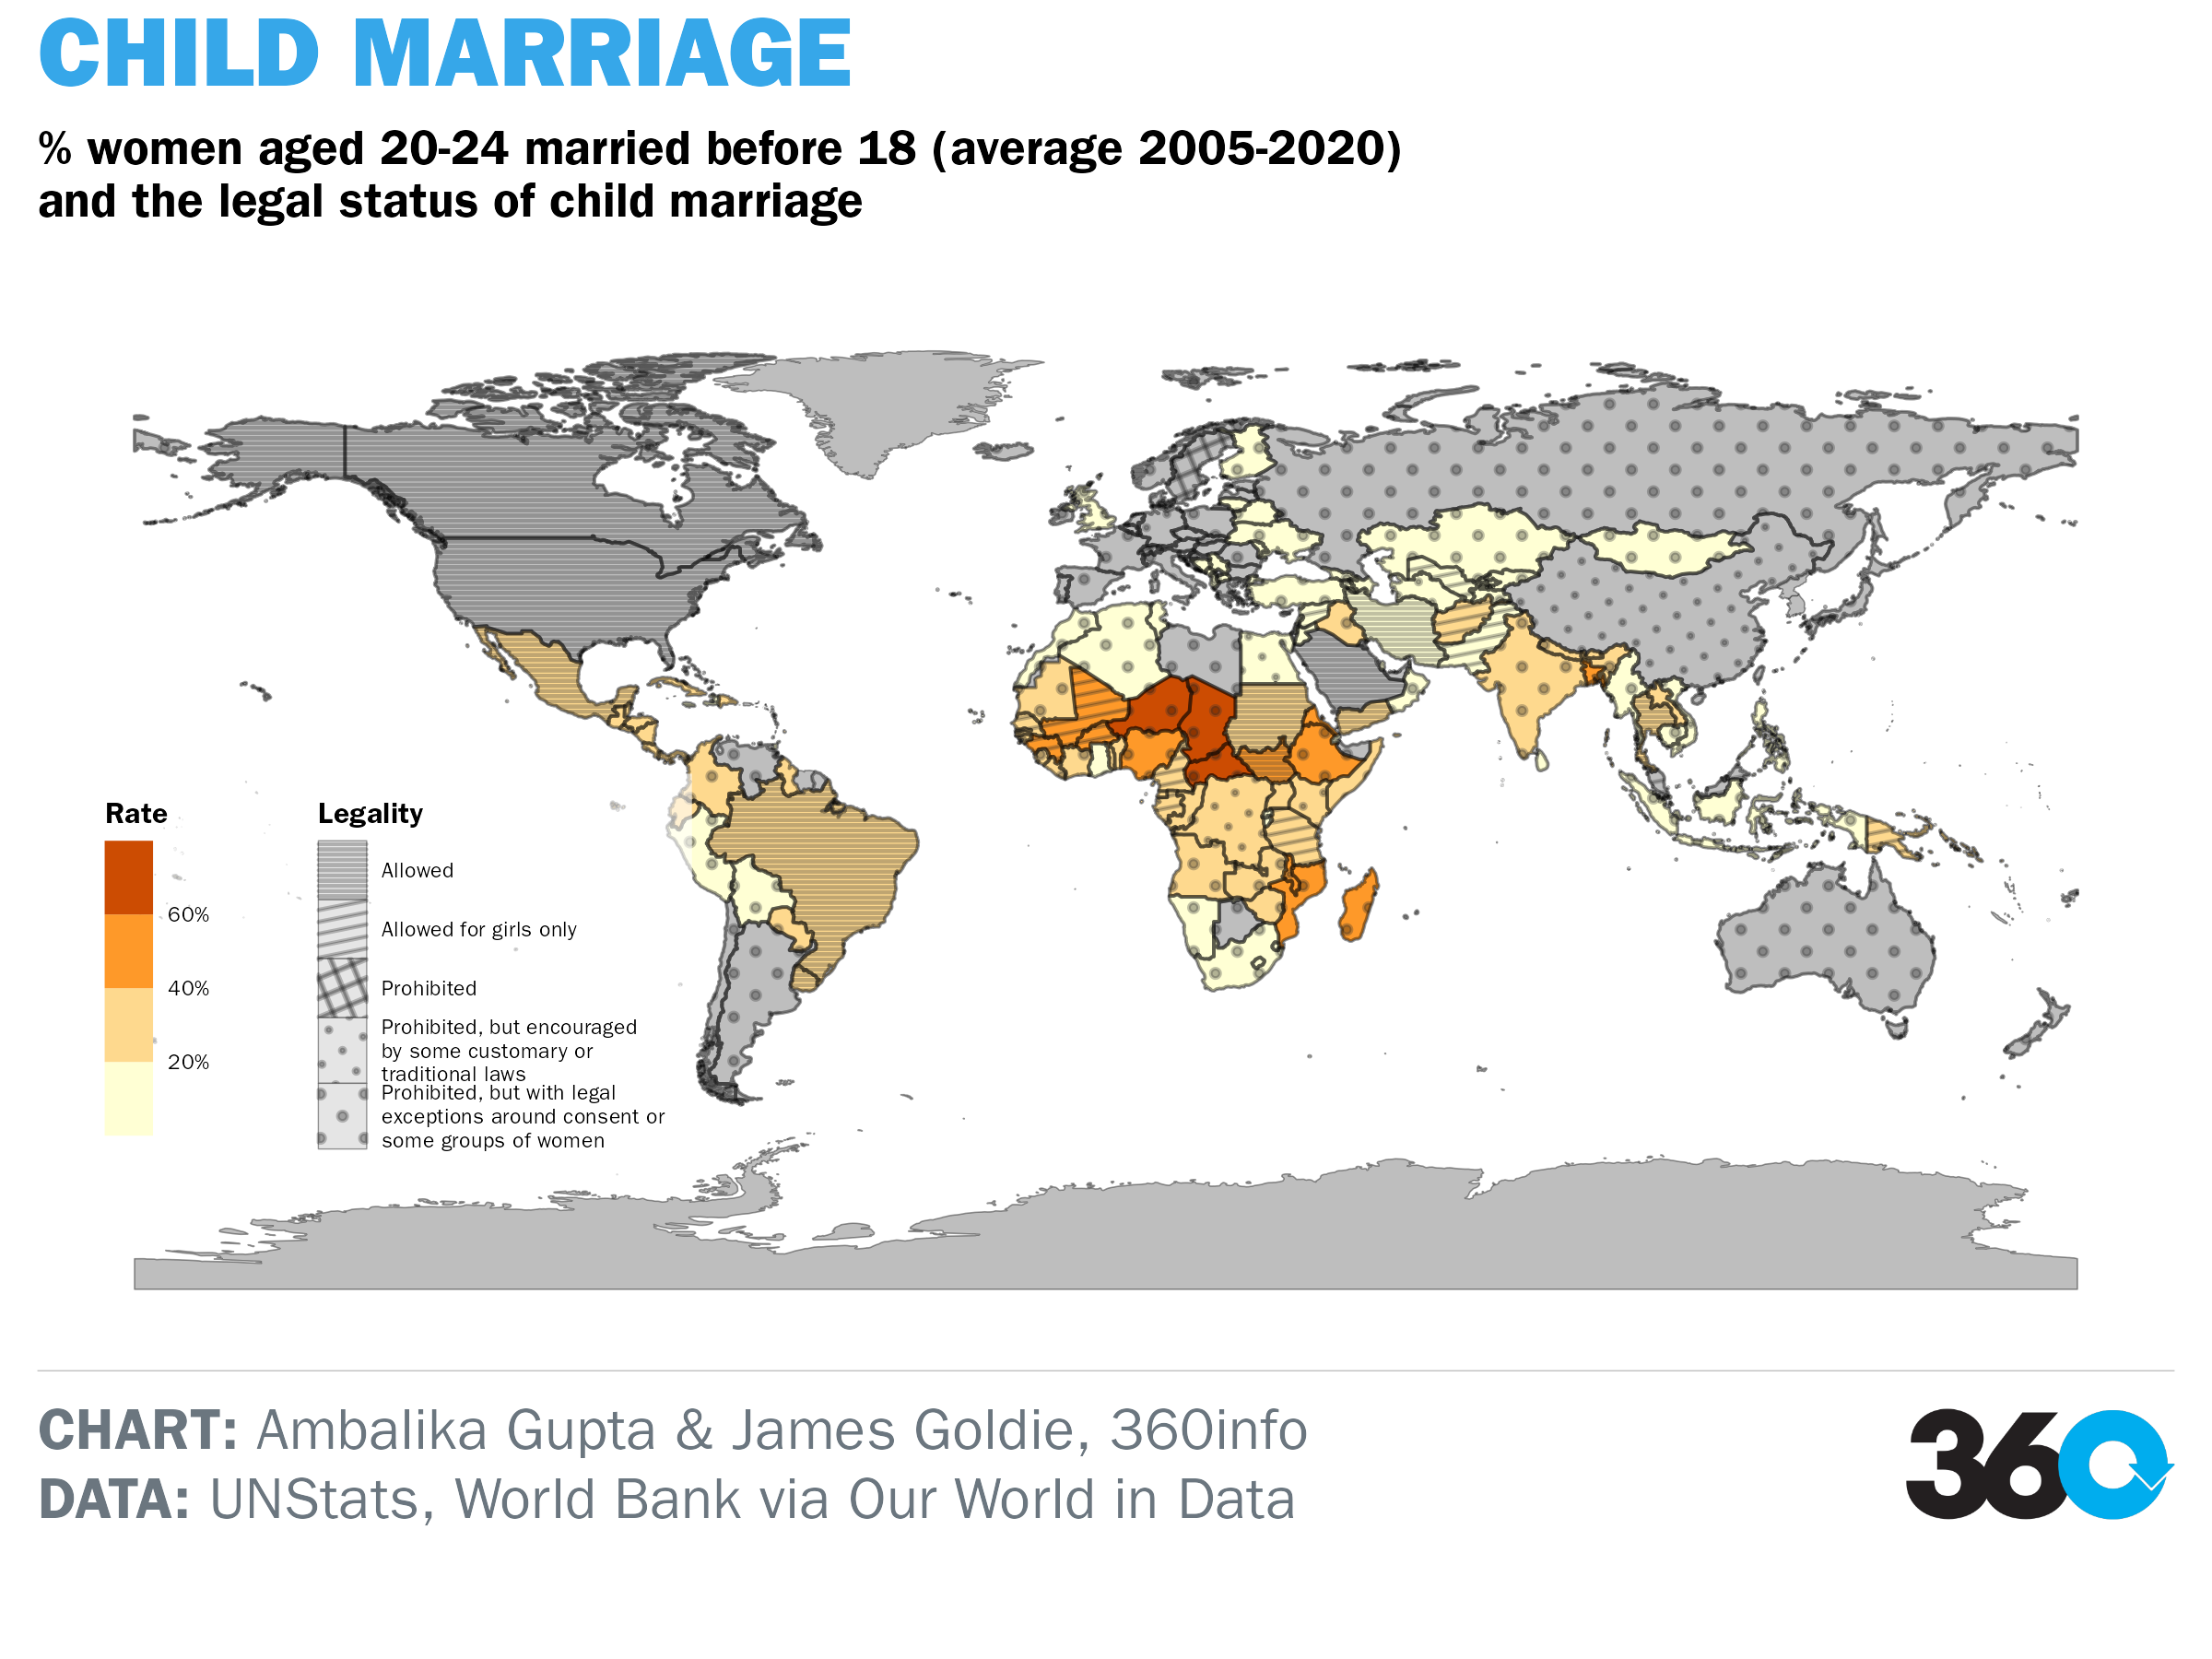 CHILD MARRIAGE
% women aged 20-24 married before 18 (average 2005-2020)
and the legal status of child marriage
Rate
60%
40%
20%
Legality
Allowed
Allowed for girls only
Prohibited
Prohibited, but encouraged
by some customary or
traditional laws
Prohibited, but with legal
exceptions around consent or
some groups of women
CHART: Ambalika Gupta & James Goldie, 360info
DATA: UNStats, World Bank via Our World in Data
360